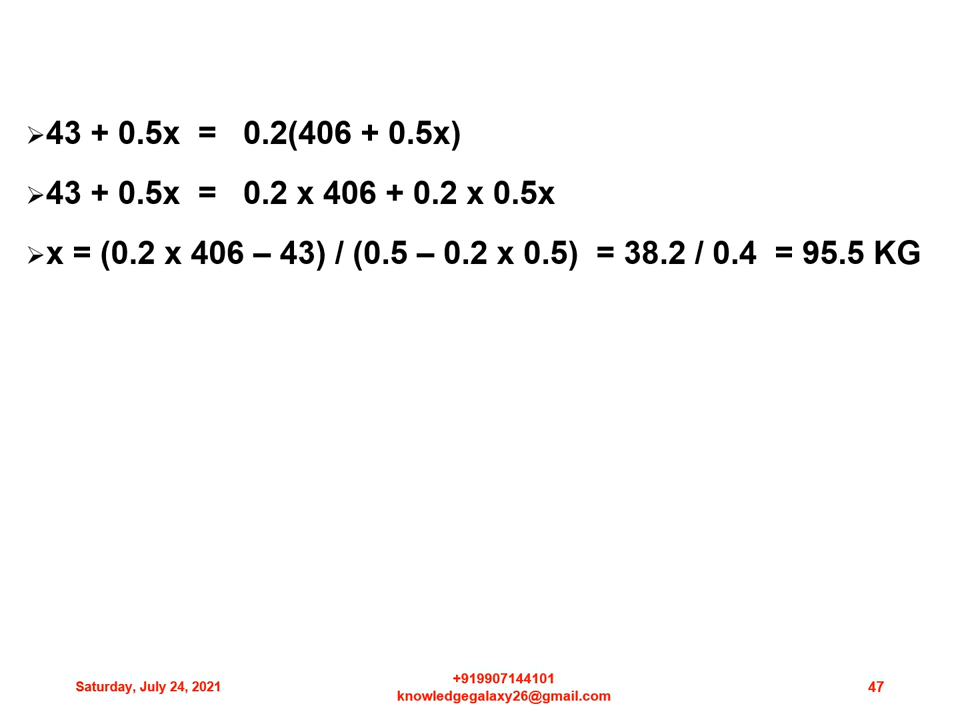 ➢43 + 0.5x = 0.2(406 + 0.5x)
➢43 + 0.5x = 0.2 x 406 + 0.2 x 0.5x
➢x = (0.2 x 406 – 43) / (0.5 – 0.2 x 0.5) = 38.2 / 0.4 = 95.5 KG
Saturday, July 24, 2021
+919907144101
knowledgegalaxy26@gmail.com
47